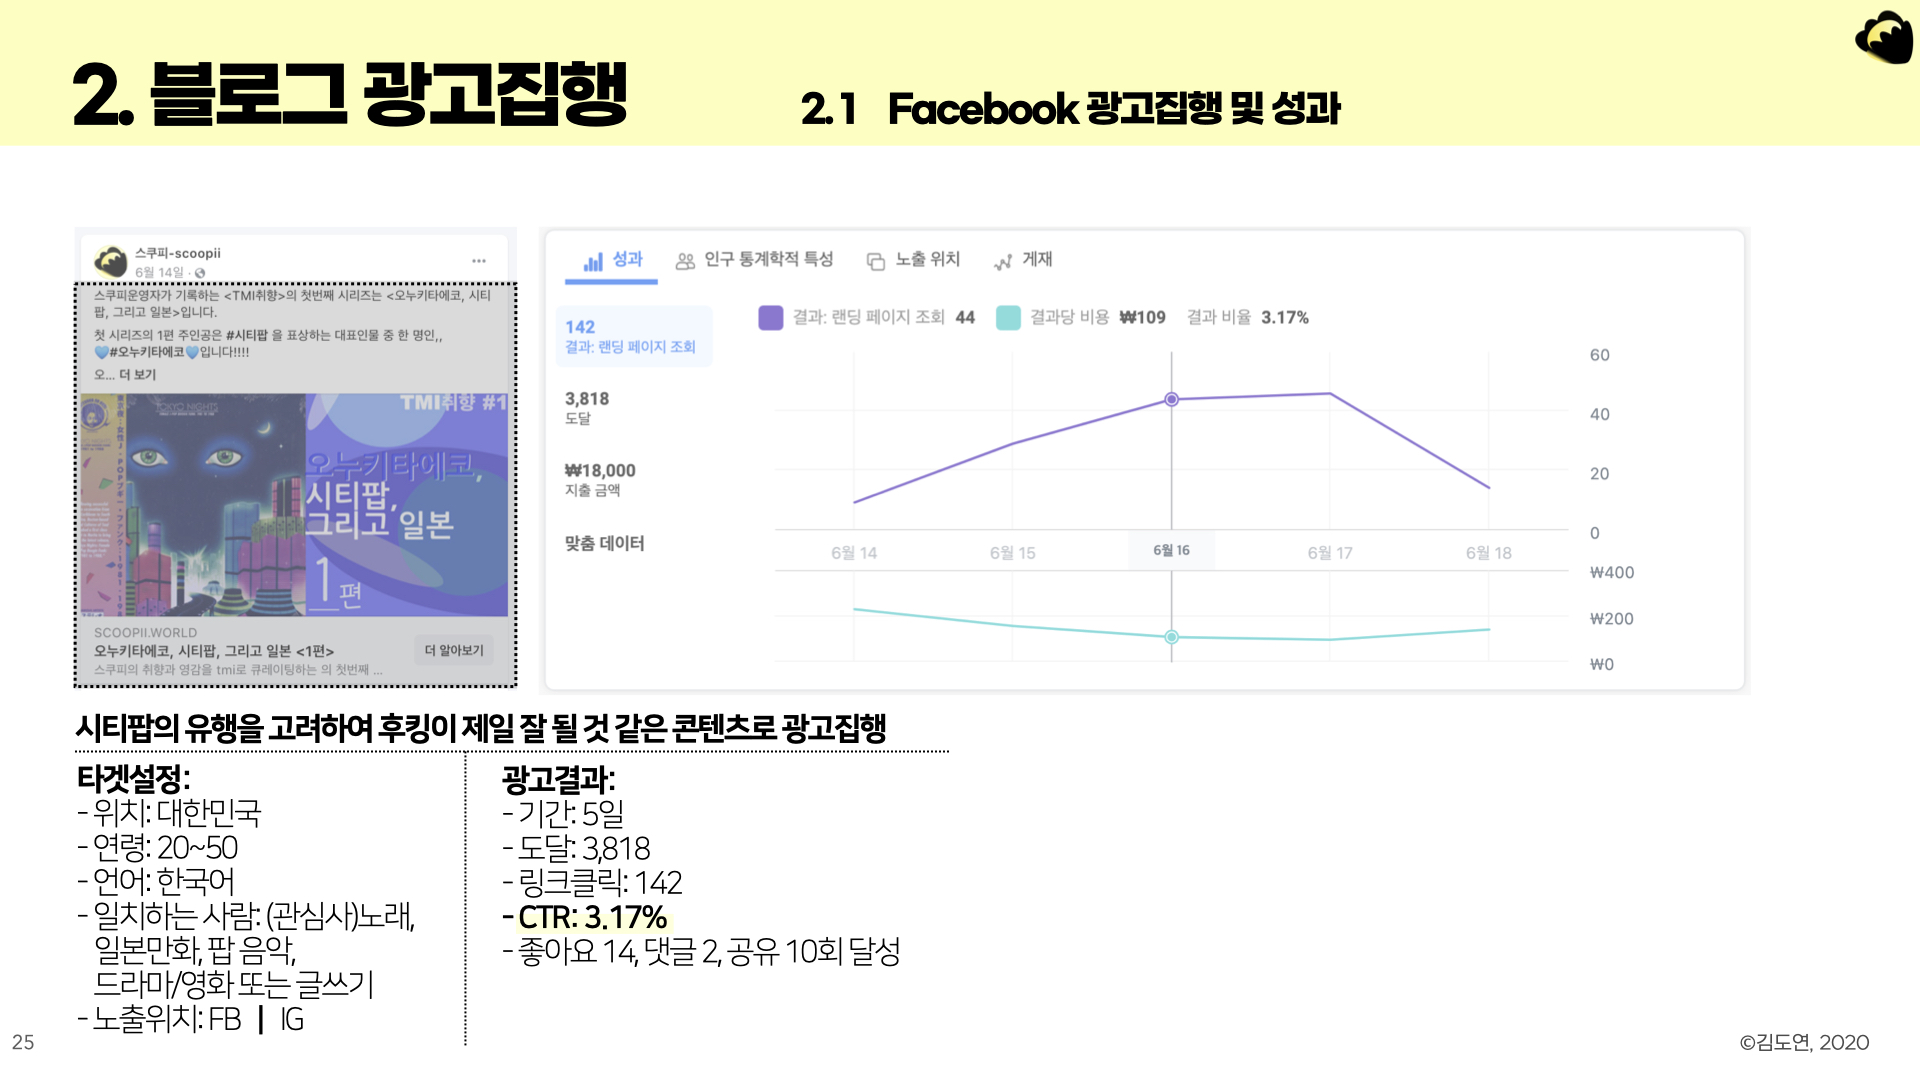 2. 블로그 광고집행
2.1 Facebook 광고집행 및 성과
스쿠피-scoopii
6월 14일 ·
스쿠피운영자가 기록하는 <TMI취향>의 첫번째 시리즈는 <오누키타에코, 시티
팝, 그리고 일본>입니다.
첫 시리즈의 1편 주인공은 #시티팝 을 표상하는 대표인물 중 한 명인,,
💙#오누키타에코💙입니다!!!!
오... 더 보기
TOKYO NIGHTS
TMI취향 #1
오누키타에코,
시티팝,
그리고 일본
1편
SCOOPII.WORLD
오누키타에코, 시티팝, 그리고 일본 <1편>
더 알아보기
스쿠피의 취향과 영감을 tmi로 큐레이팅하는 의 첫번째 ...
성과
인구 통계학적 특성
노출 위치
게재
142
결과: 랜딩 페이지 조회
3,818
도달
₩18,000
지출 금액
맞춤 데이터
결과: 랜딩 페이지 조회 44
결과당 비용 ₩109
결과 비율 3.17%
60
40
20
0
6월 14
6월 15
6월 16
6월 17
6월 18
₩400
₩200
₩0
시티팝의 유행을 고려하여 후킹이 제일 잘 될 것 같은 콘텐츠로 광고집행
타겟설정:
- 위치: 대한민국
- 연령: 20~50
- 언어: 한국어
- 일치하는 사람: (관심사)노래,
일본만화, 팝 음악,
드라마/영화 또는 글쓰기
- 노출위치: FB | IG
광고결과:
- 기간: 5일
- 도달: 3,818
- 링크클릭: 142
- CTR: 3.17%
- 좋아요 14, 댓글 2, 공유 10회 달성
25
©김도연, 2020